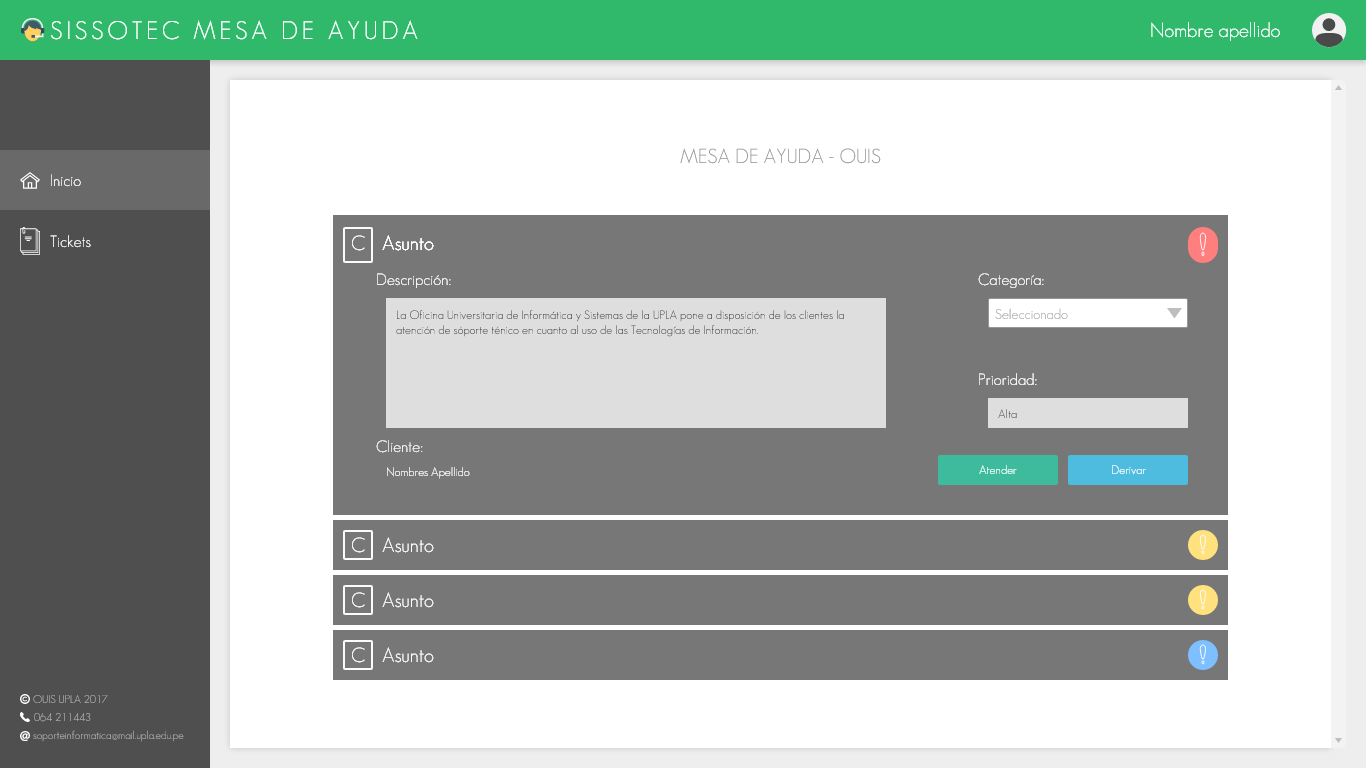 SISSOTEC MESA DE AYUDA
Nombre apellido
Inicio
Tickets
MESA DE AYUDA - OUIS
C Asunto !
Descripción:
La Oficina Universitaria de Informática y Sistemas de la UPLA pone a disposición de los clientes la
atención de sóporte ténico en cuanto al uso de las Tecnologías de Información.
Categoría:
Seleccionado
Prioridad:
Alta
Cliente:
Nombres Apellido
Atender
Derivar
C Asunto !
C Asunto !
C Asunto !
© OUIS UPLA 2017
064 211443
@ soporteinformatica@mail.upla.edu.pe